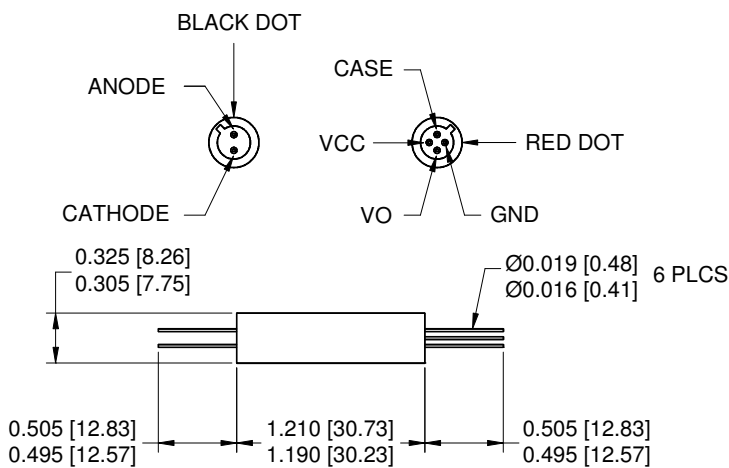 BLACK DOT
ANODE
CASE
VCC
RED DOT
CATHODE
VO
GND
0.325 [8.26]
0.305 [7.75]
Ø0.019 [0.48]
Ø0.016 [0.41]
6 PLCS
0.505 [12.83]
0.495 [12.57]
1.210 [30.73]
1.190 [30.23]
0.505 [12.83]
0.495 [12.57]